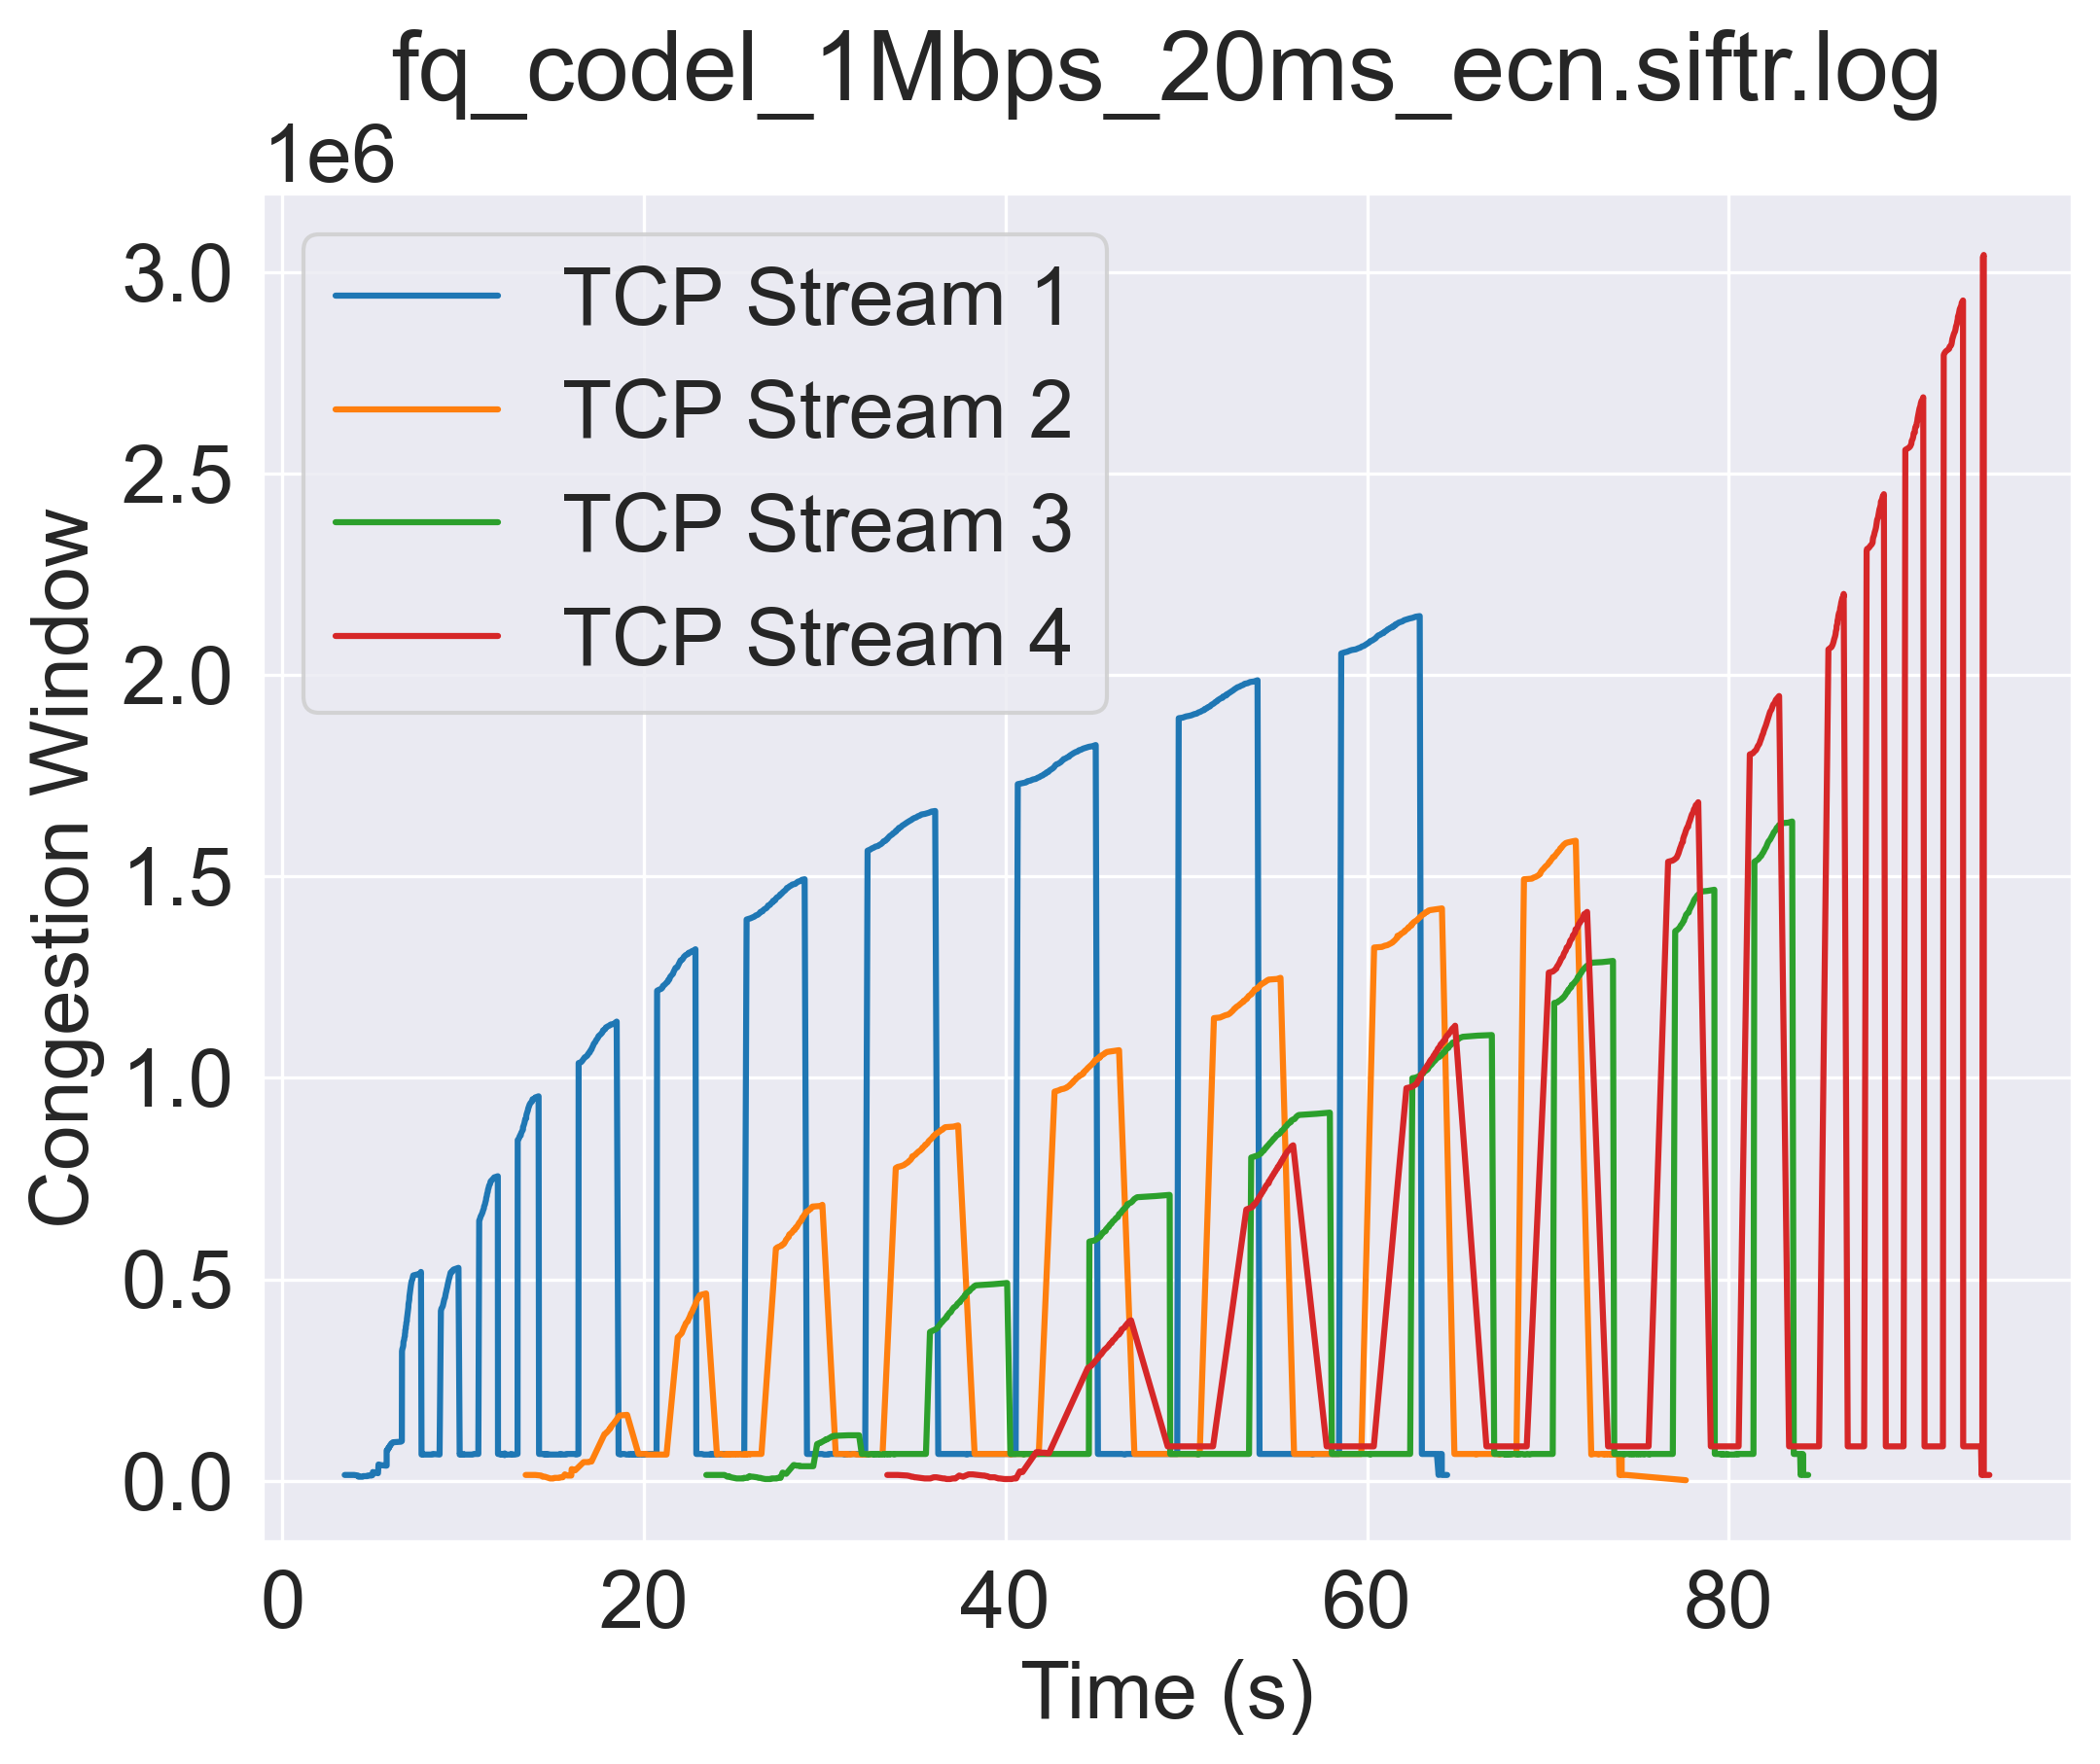 fq_codel_1Mbps_20ms_ecn.siftr.log
1e6
3.0
2.5
2.0
1.5
1.0
0.5
0.0
Congestion Window
TCP Stream 1
TCP Stream 2
TCP Stream 3
TCP Stream 4
0 20 40 60 80
Time (s)